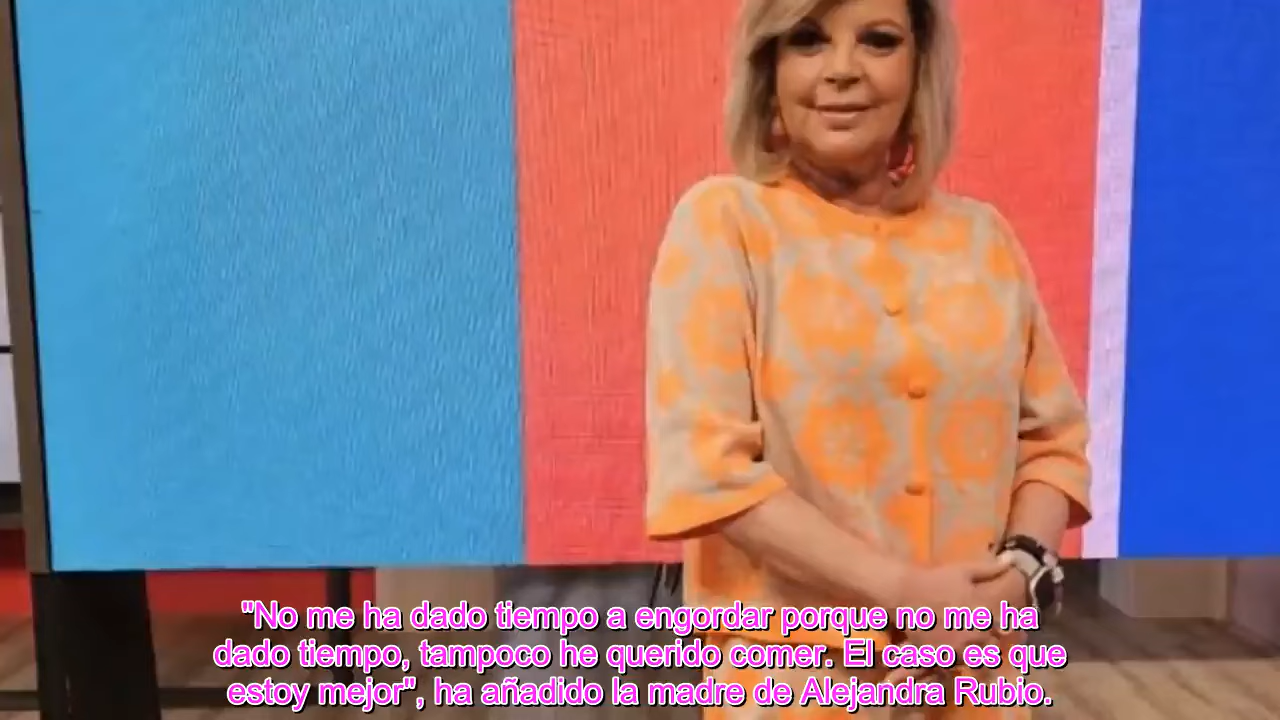 "No me ha dado tiempo a engordar porque no me ha
dado tiempo, tampoco he querido comer. El caso es que
estoy mejor", ha añadido la madre de Alejandra Rubio.